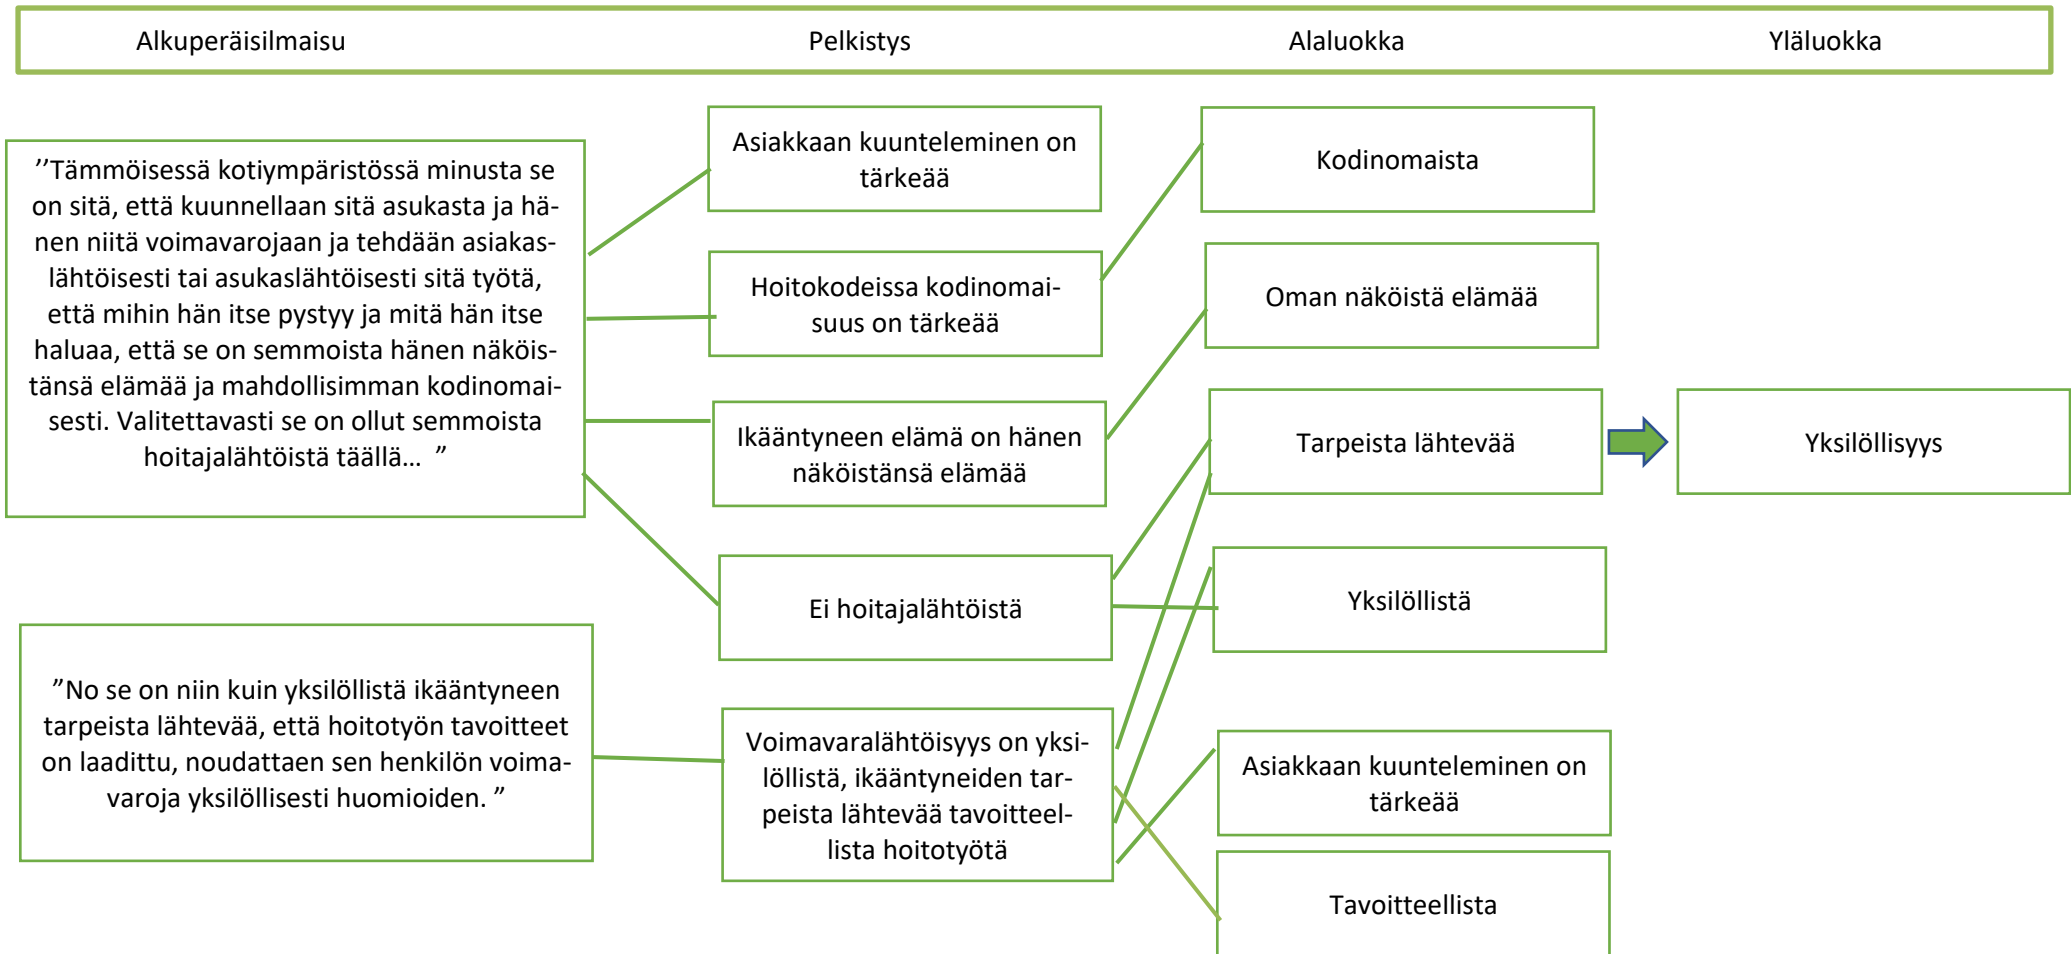 Alkuperäisilmaisu Pelkistys Alaluokka Yläluokka
’’Tämmöisessä kotiympäristössä minusta se
on sitä, että kuunnellaan sitä asukasta ja hä-
nen niitä voimavarojaan ja tehdään asiakas-
lähtöisesti tai asukaslähtöisesti sitä työtä,
että mihin hän itse pystyy ja mitä hän itse
haluaa, että se on semmoista hänen näköis-
tänsä elämää ja mahdollisimman kodinomai-
sesti. Valitettavasti se on ollut semmoista
hoitajalähtöistä täällä… ”
”No se on niin kuin yksilöllistä ikääntyneen
tarpeista lähtevää, että hoitotyön tavoitteet
on laadittu, noudattaen sen henkilön voima-
varoja yksilöllisesti huomioiden. ”
Asiakkaan kuunteleminen on
tärkeää
Hoitokodeissa kodinomai-
suus on tärkeää
Ikääntyneen elämä on hänen
näköistänsä elämää
Ei hoitajalähtöistä
Voimavaralähtöisyys on yksi-
löllistä, ikääntyneiden tar-
peista lähtevää tavoitteel-
lista hoitotyötä
Kodinomaista
Oman näköistä elämää
Tarpeista lähtevää
Yksilöllistä
Asiakkaan kuunteleminen on
tärkeää
Tavoitteellista
Yksilöllisyys